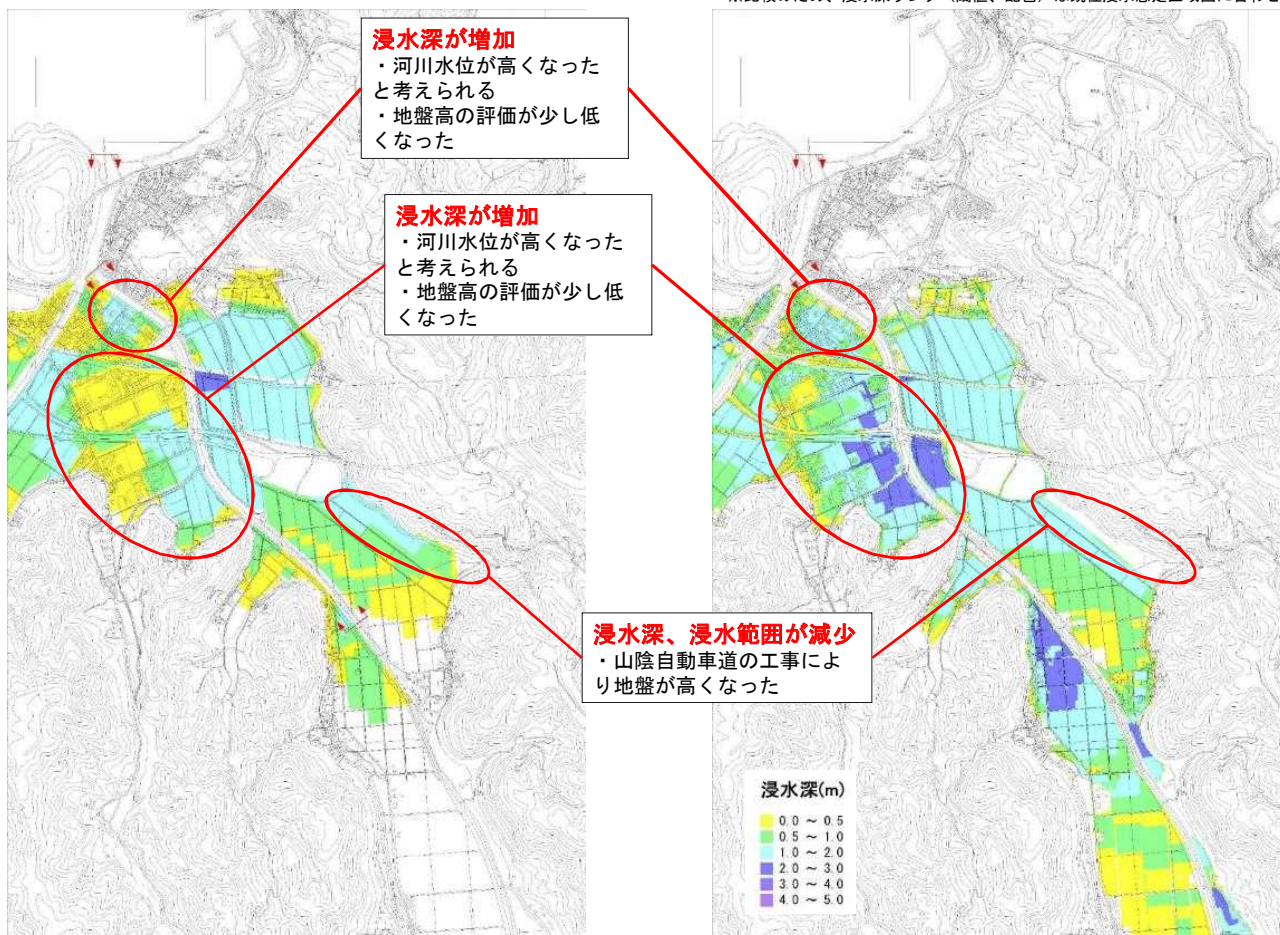 浸水深が増加
・河川水位が高くなった
と考えられる
・地盤高の評価が少し低
くなった
浸水深が増加
・河川水位が高くなった
と考えられる
・地盤高の評価が少し低
くなった
浸水深、浸水範囲が減少
・山陰自動車道の工事によ
り地盤が高くなった
浸水深(m)
0.0 ～ 0.5
0.5 ～ 1.0
1.0 ～ 2.0
2.0 ～ 3.0
3.0 ～ 4.0
4.0 ～ 5.0